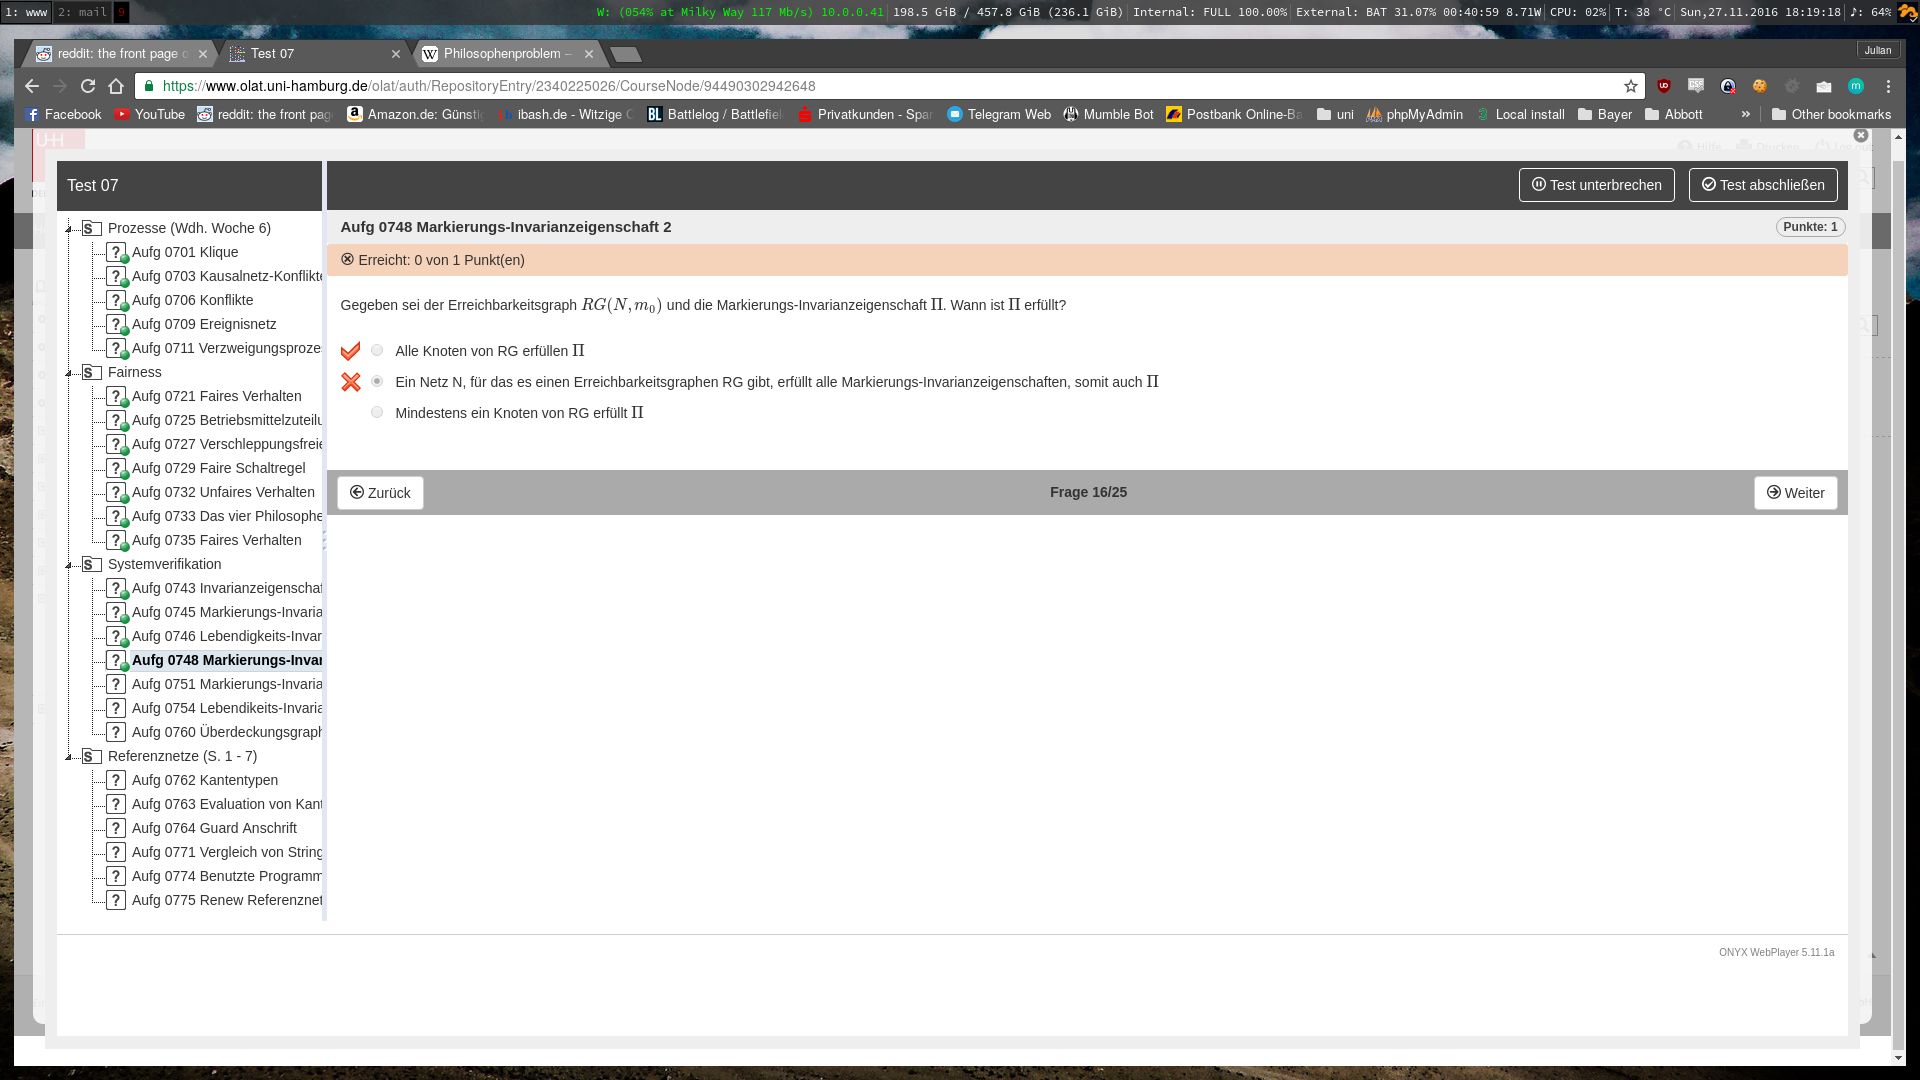 1: www 2: mail 9 W: (054% at Milky Way 117 Mb/s) 10.0.0.41 198.5 GiB / 457.8 GiB (236.1 GiB) Internal: FULL 100.00% External: BAT 31.07% 00:40:59 8.71W CPU: 02% T: 38 °C Sun,27.11.2016 18:19:18 ♪: 64%
reddit: the front page o Test 07 Philosophenproblem – Julian
https://www.olat.uni-hamburg.de/olat/auth/RepositoryEntry/2340225026/CourseNode/94490302942648
Facebook YouTube reddit: the front pag Amazon.de: Günsti ibash.de - Witzige Battlelog / Battlefiel Privatkunden - Spar Telegram Web Mumble Bot Postbank Online-Ba uni phpMyAdmin Local install Bayer Abbott » Other bookmarks
Test 07
Test unterbrechen Test abschließen
Prozesse (Wdh. Woche 6)
Aufg 0701 Klique
Aufg 0703 Kausalnetz-Konflikte
Aufg 0706 Konflikte
Aufg 0709 Ereignisnetz
Aufg 0711 Verzweigungsproze
Fairness
Aufg 0721 Faires Verhalten
Aufg 0725 Betriebsmittelzuteilu
Aufg 0727 Verschleppungsfreie
Aufg 0729 Faire Schaltregel
Aufg 0732 Unfaires Verhalten
Aufg 0733 Das vier Philosophe
Aufg 0735 Faires Verhalten
Systemverifikation
Aufg 0743 Invarianzeigenschaf
Aufg 0745 Markierungs-Invaria
Aufg 0746 Lebendigkeits-Invar
Aufg 0748 Markierungs-Invar
Aufg 0751 Markierungs-Invaria
Aufg 0754 Lebendikeits-Invaria
Aufg 0760 Überdeckungsgraph
Referenznetze (S. 1 - 7)
Aufg 0762 Kantentypen
Aufg 0763 Evaluation von Kant
Aufg 0764 Guard Anschrift
Aufg 0771 Vergleich von String
Aufg 0774 Benutzte Programm
Aufg 0775 Renew Referenznet
Aufg 0748 Markierungs-Invarianzeigenschaft 2 Punkte: 1
Erreicht: 0 von 1 Punkt(en)
Gegeben sei der Erreichbarkeitsgraph RG(N, m₀) und die Markierungs-Invarianzeigenschaft Π. Wann ist Π erfüllt?
Alle Knoten von RG erfüllen Π
Ein Netz N, für das es einen Erreichbarkeitsgraphen RG gibt, erfüllt alle Markierungs-Invarianzeigenschaften, somit auch Π
Mindestens ein Knoten von RG erfüllt Π
Zurück Frage 16/25 Weiter
ONYX WebPlayer 5.11.1a